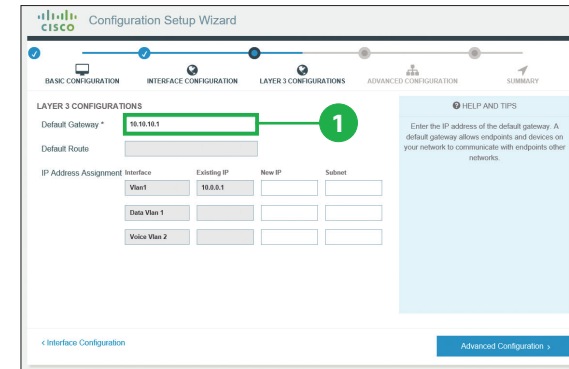 CISCO Configuration Setup Wizard
BASIC CONFIGURATION INTERFACE CONFIGURATION LAYER 3 CONFIGURATIONS ADVANCED CONFIGURATION SUMMARY
LAYER 3 CONFIGURATIONS
Default Gateway * 10.10.10.1
1
Default Route
IP Address Assignment Interface Existing IP New IP Subnet
Vlan1 10.0.0.1
Data Vlan 1
Voice Vlan 2
HELP AND TIPS
Enter the IP address of the default gateway. A
default gateway allows endpoints and devices on
your network to communicate with endpoints other
networks.
< Interface Configuration
Advanced Configuration >